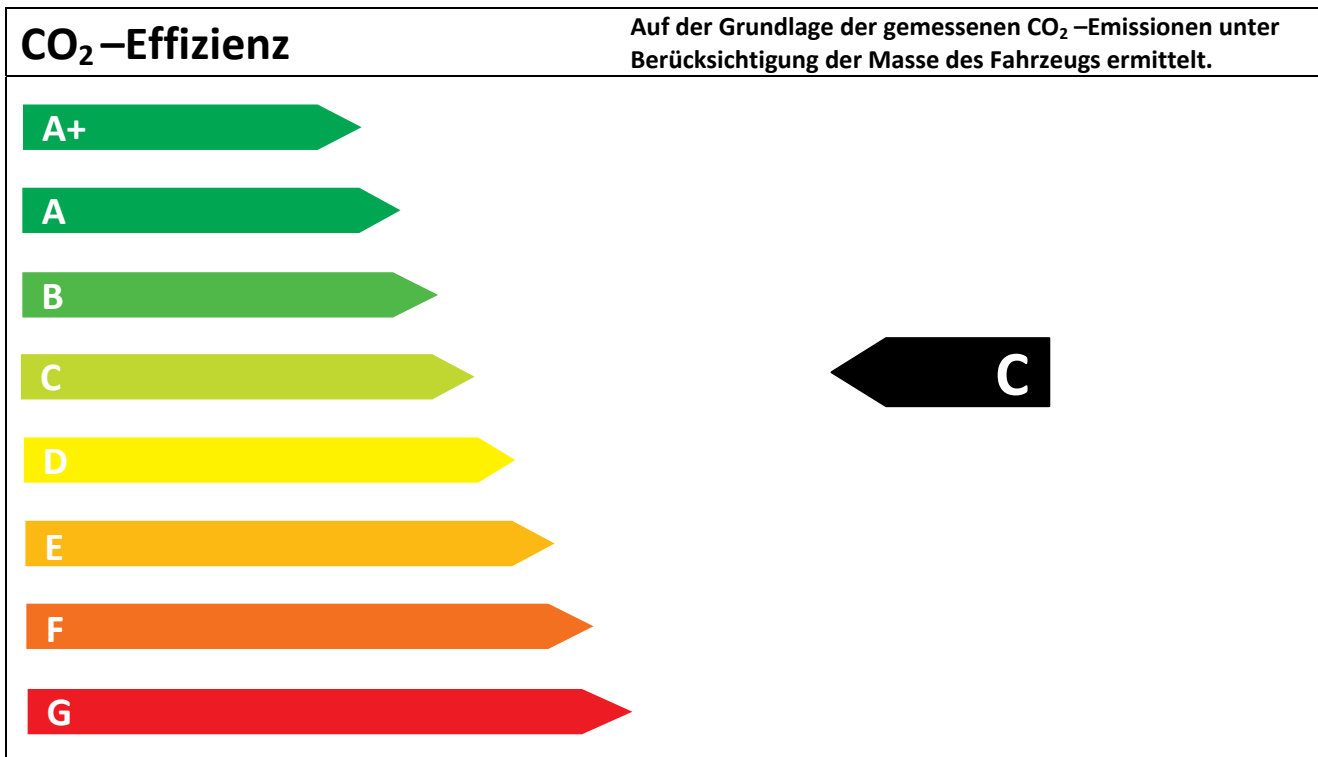 CO₂ –Effizienz
Auf der Grundlage der gemessenen CO₂ –Emissionen unter
Berücksichtigung der Masse des Fahrzeugs ermittelt.
A+
A
B
C
C
D
E
F
G